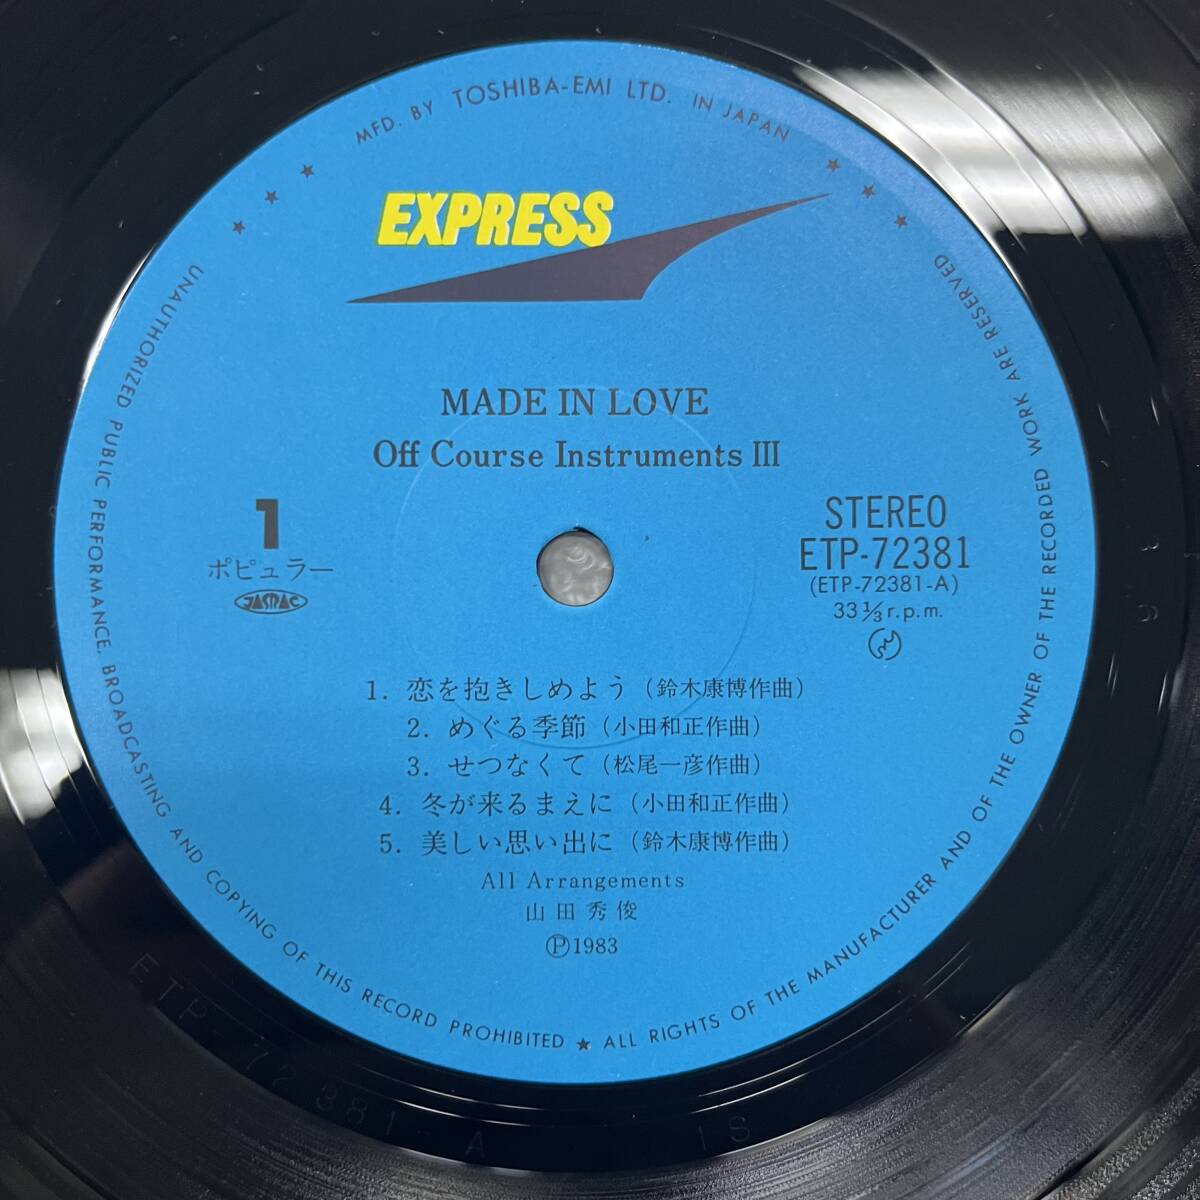 MFD. BY TOSHIBA-EMI LTD. IN JAPAN
EXPRESS
MADE IN LOVE
Off Course Instruments III
1
ポピュラー
JASRAC
STEREO
ETP-72381
(ETP-72381-A)
33 1/3 r.p.m.
1. 恋を抱きしめよう (鈴木康博作曲)
2. めぐる季節 (小田和正作曲)
3. せつなくて (松尾一彦作曲)
4. 冬が来るまえに (小田和正作曲)
5. 美しい思い出に (鈴木康博作曲)
All Arrangements
山田秀俊
Ⓟ1983
UNAUTHORIZED PUBLIC PERFORMANCE, BROADCASTING AND COPYING OF THIS RECORD PROHIBITED ★ ALL RIGHTS OF THE MANUFACTURER AND OF THE OWNER OF THE RECORDED WORK ARE RESERVED
ETP-72381-A 1S